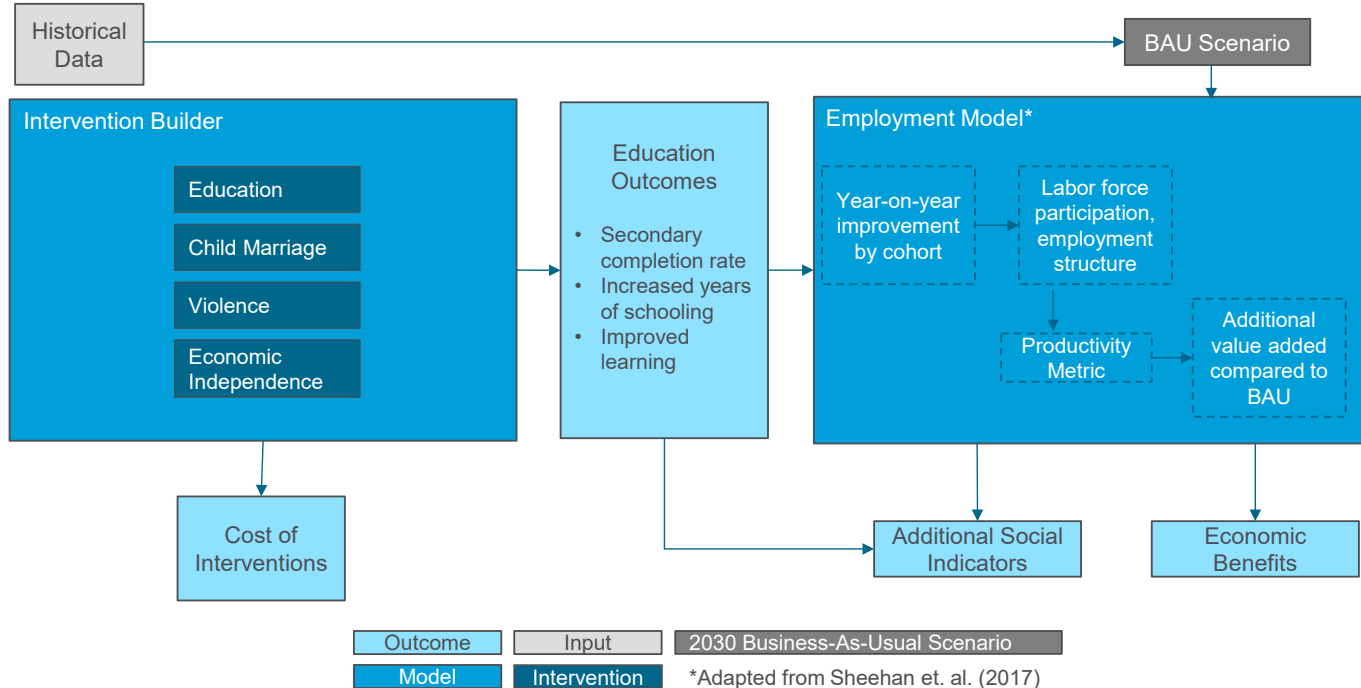 Historical
Data
BAU Scenario
Intervention Builder
Education
Child Marriage
Violence
Economic
Independence
Education
Outcomes
• Secondary
completion rate
• Increased years
of schooling
• Improved
learning
Employment Model*
Year-on-year
improvement
by cohort
Labor force
participation,
employment
structure
Productivity
Metric
Additional
value added
compared to
BAU
Cost of
Interventions
Additional Social
Indicators
Economic
Benefits
Outcome
Input
2030 Business-As-Usual Scenario
Model
Intervention
*Adapted from Sheehan et. al. (2017)